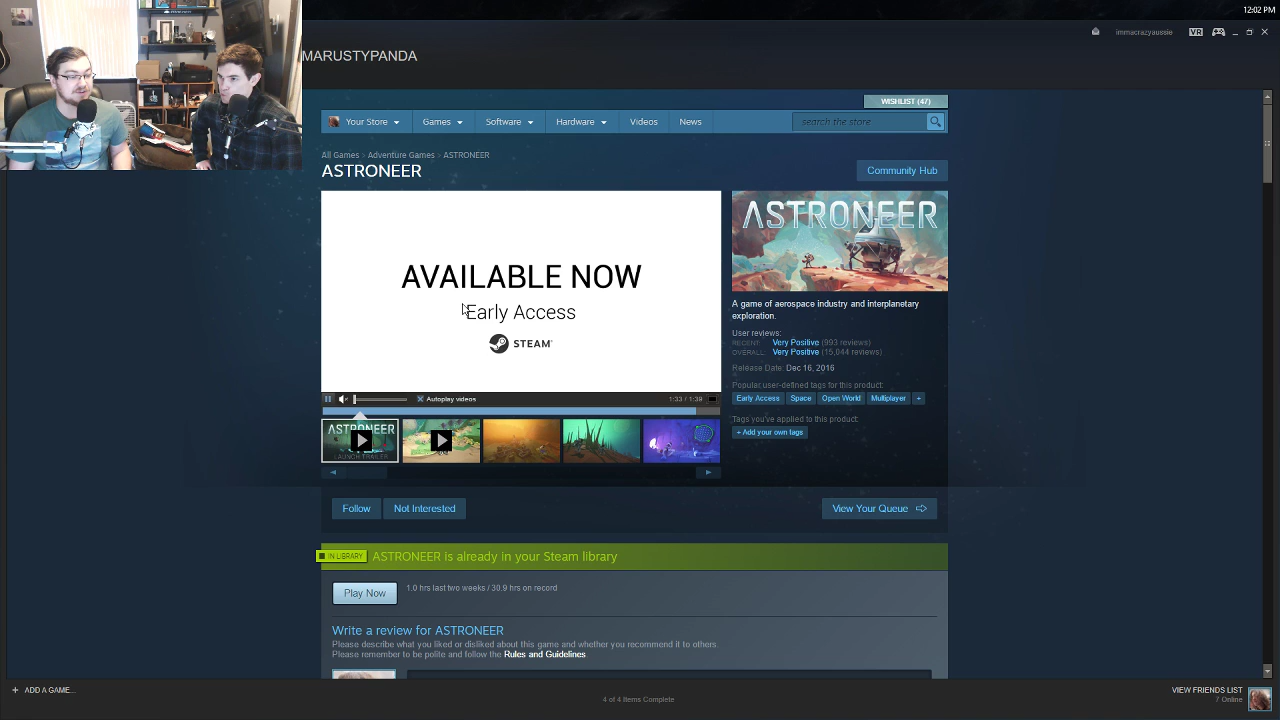 12:02 PM
immacrazyaussie
VR
MARUSTYPANDA
WISHLIST (47)
Your Store Games Software Hardware Videos News
search the store
All Games > Adventure Games > ASTRONEER
ASTRONEER
Community Hub
AVAILABLE NOW
Early Access
STEAM
Autoplay videos
1:33 / 1:39
ASTRONEER
LAUNCH TRAILER
ASTRONEER
A game of aerospace industry and interplanetary
exploration.
User reviews:
RECENT: Very Positive (993 reviews)
OVERALL: Very Positive (15,044 reviews)
Release Date: Dec 16, 2016
Popular user-defined tags for this product:
Early Access Space Open World Multiplayer +
Tags you've applied to this product:
+ Add your own tags
Follow Not Interested
View Your Queue
IN LIBRARY
ASTRONEER is already in your Steam library
Play Now
1.0 hrs last two weeks / 30.9 hrs on record
Write a review for ASTRONEER
Please describe what you liked or disliked about this game and whether you recommend it to others.
Please remember to be polite and follow the Rules and Guidelines.
+ ADD A GAME...
4 of 4 Items Complete
VIEW FRIENDS LIST
7 Online